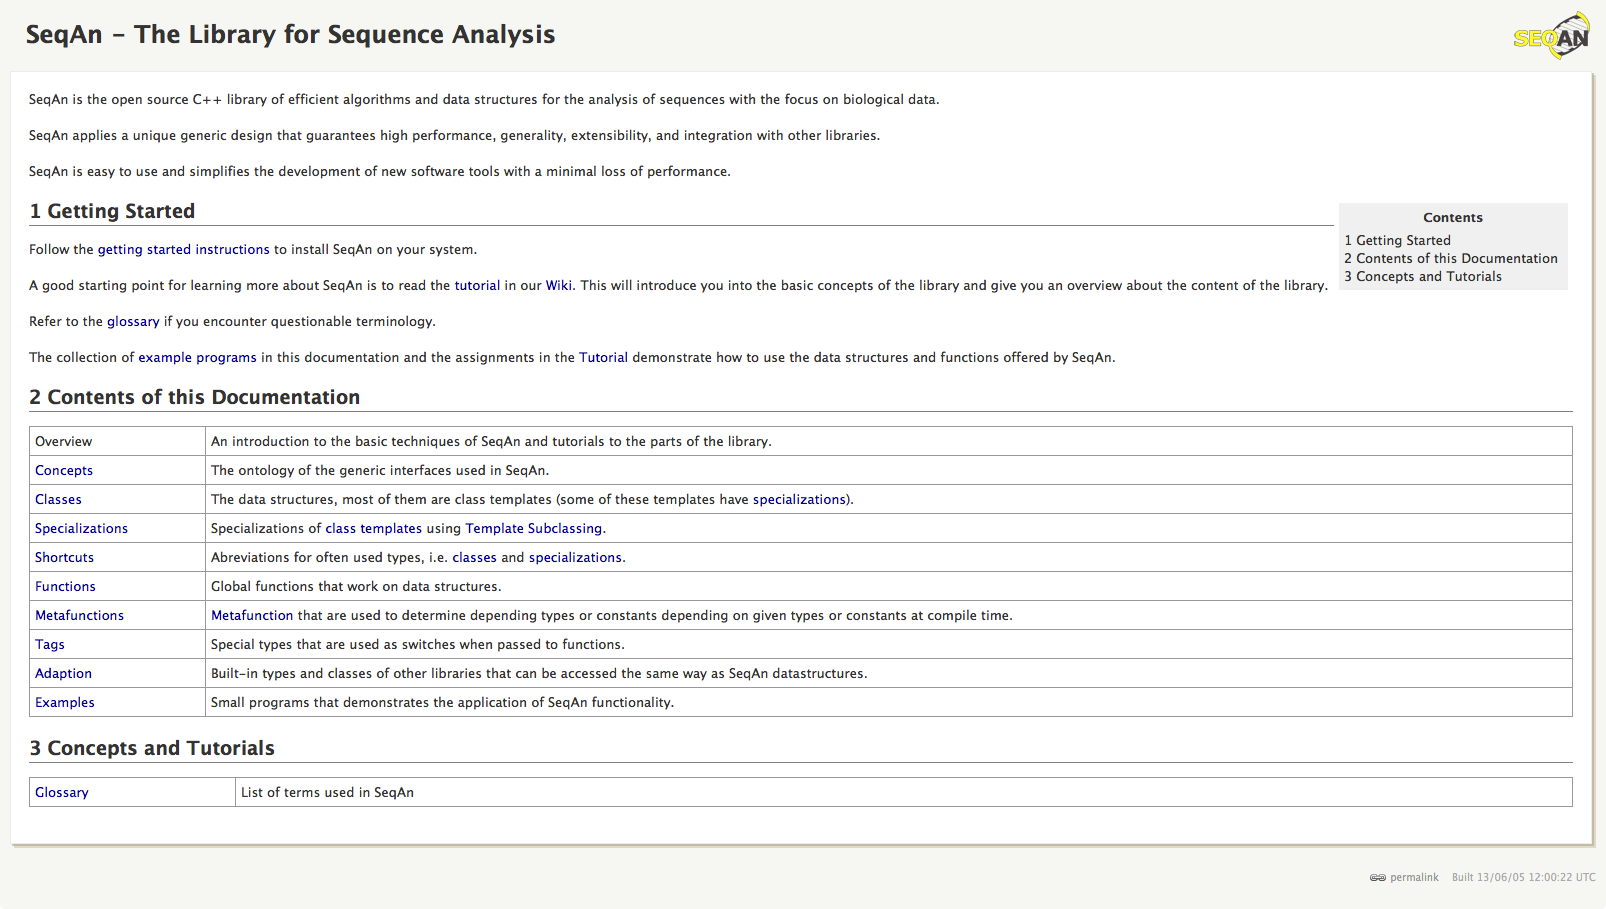 SeqAn – The Library for Sequence Analysis
SEQAN
SeqAn is the open source C++ library of efficient algorithms and data structures for the analysis of sequences with the focus on biological data.
SeqAn applies a unique generic design that guarantees high performance, generality, extensibility, and integration with other libraries.
SeqAn is easy to use and simplifies the development of new software tools with a minimal loss of performance.
1 Getting Started
Follow the getting started instructions to install SeqAn on your system.
A good starting point for learning more about SeqAn is to read the tutorial in our Wiki. This will introduce you into the basic concepts of the library and give you an overview about the content of the library.
Refer to the glossary if you encounter questionable terminology.
The collection of example programs in this documentation and the assignments in the Tutorial demonstrate how to use the data structures and functions offered by SeqAn.
Contents
1 Getting Started
2 Contents of this Documentation
3 Concepts and Tutorials
2 Contents of this Documentation
Overview An introduction to the basic techniques of SeqAn and tutorials to the parts of the library.
Concepts The ontology of the generic interfaces used in SeqAn.
Classes The data structures, most of them are class templates (some of these templates have specializations).
Specializations Specializations of class templates using Template Subclassing.
Shortcuts Abreviations for often used types, i.e. classes and specializations.
Functions Global functions that work on data structures.
Metafunctions Metafunction that are used to determine depending types or constants depending on given types or constants at compile time.
Tags Special types that are used as switches when passed to functions.
Adaption Built-in types and classes of other libraries that can be accessed the same way as SeqAn datastructures.
Examples Small programs that demonstrates the application of SeqAn functionality.
3 Concepts and Tutorials
Glossary List of terms used in SeqAn
permalink Built 13/06/05 12:00:22 UTC